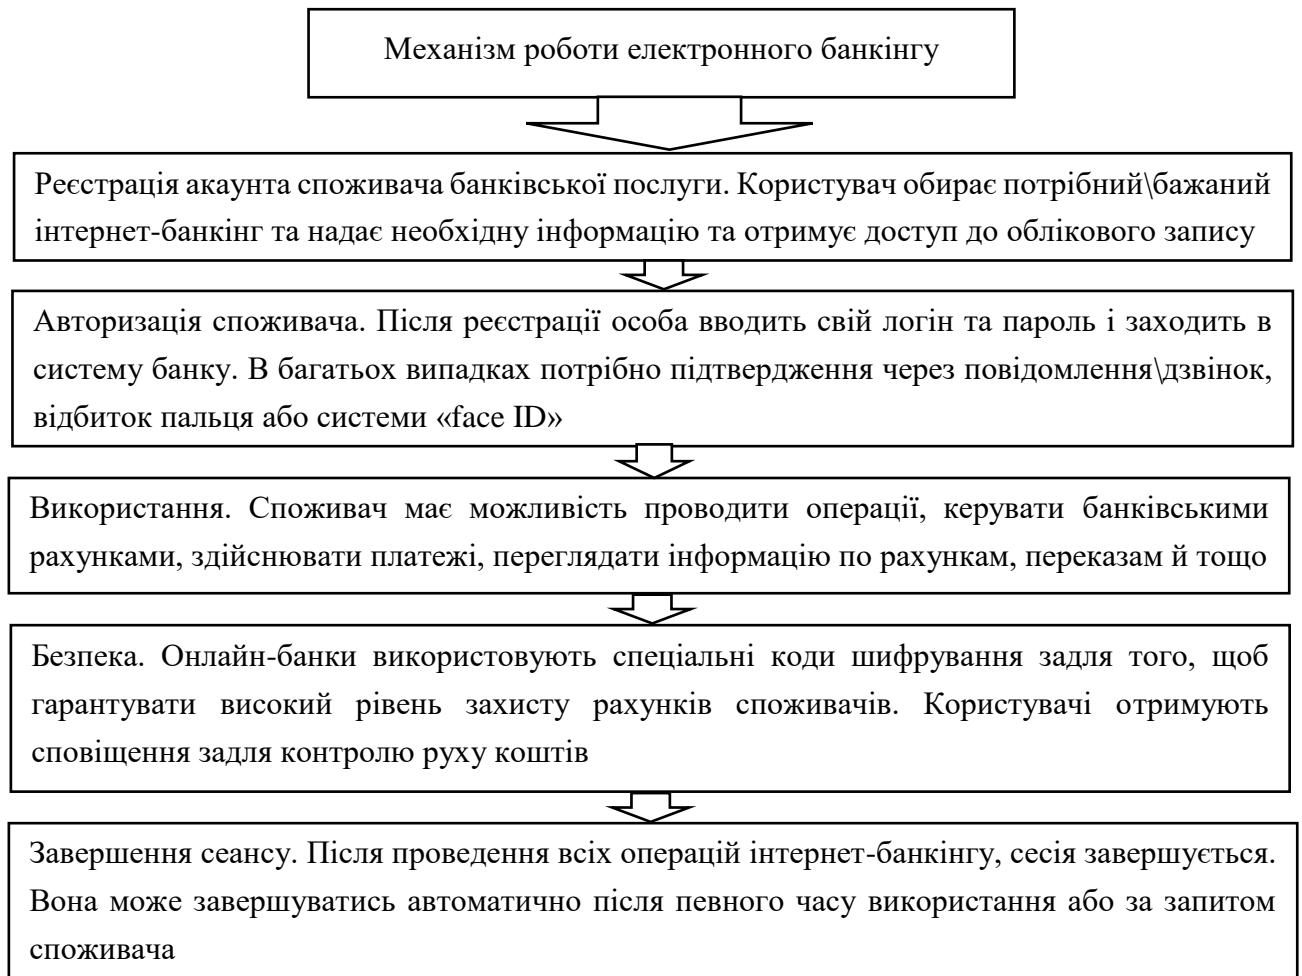 Механізм роботи електронного банкінгу
Реєстрація акаунта споживача банківської послуги. Користувач обирає потрібний\бажаний
інтернет-банкінг та надає необхідну інформацію та отримує доступ до облікового запису
Авторизація споживача. Після реєстрації особа вводить свій логін та пароль і заходить в
систему банку. В багатьох випадках потрібно підтвердження через повідомлення\дзвінок,
відбиток пальця або системи «face ID»
Використання. Споживач має можливість проводити операції, керувати банківськими
рахунками, здійснювати платежі, переглядати інформацію по рахункам, переказам й тощо
Безпека. Онлайн-банки використовують спеціальні коди шифрування задля того, щоб
гарантувати високий рівень захисту рахунків споживачів. Користувачі отримують
сповіщення задля контролю руху коштів
Завершення сеансу. Після проведення всіх операцій інтернет-банкінгу, сесія завершується.
Вона може завершуватись автоматично після певного часу використання або за запитом
споживача